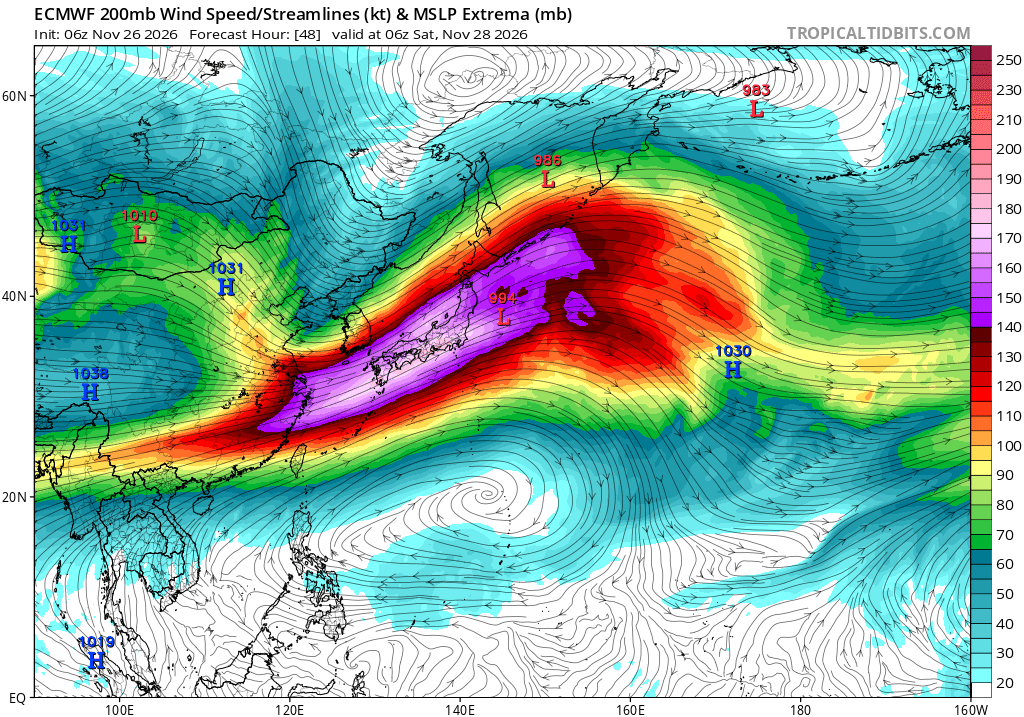 ECMWF 200mb Wind Speed/Streamlines (kt) & MSLP Extrema (mb)
Init: 06z Nov 26 2026   Forecast Hour: [48]   valid at 06z Sat, Nov 28 2026
TROPICALTIDBITS.COM
60N
40N
20N
EQ
100E
120E
140E
160E
180
160W
983
L
986
L
1031
H
1010
L
1031
H
994
L
1038
H
1030
H
1019
H
250
230
210
200
190
180
170
160
150
140
130
120
110
100
90
80
70
60
50
40
30
20